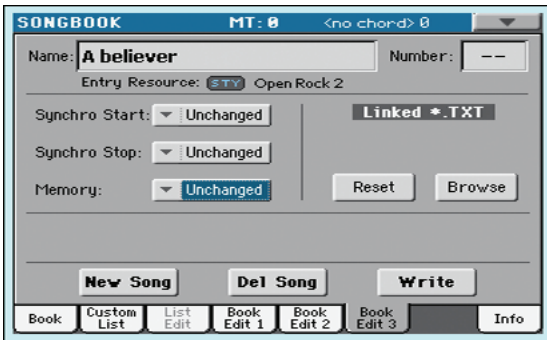 SONGBOOK MT: 0 <no chord> 0
Name: A believer Number: --
Entry Resource: STY Open Rock 2
Synchro Start: Unchanged Linked *.TXT
Synchro Stop: Unchanged
Memory: Unchanged Reset Browse
New Song Del Song Write
Book Custom List List Edit Book Edit 1 Book Edit 2 Book Edit 3 Info